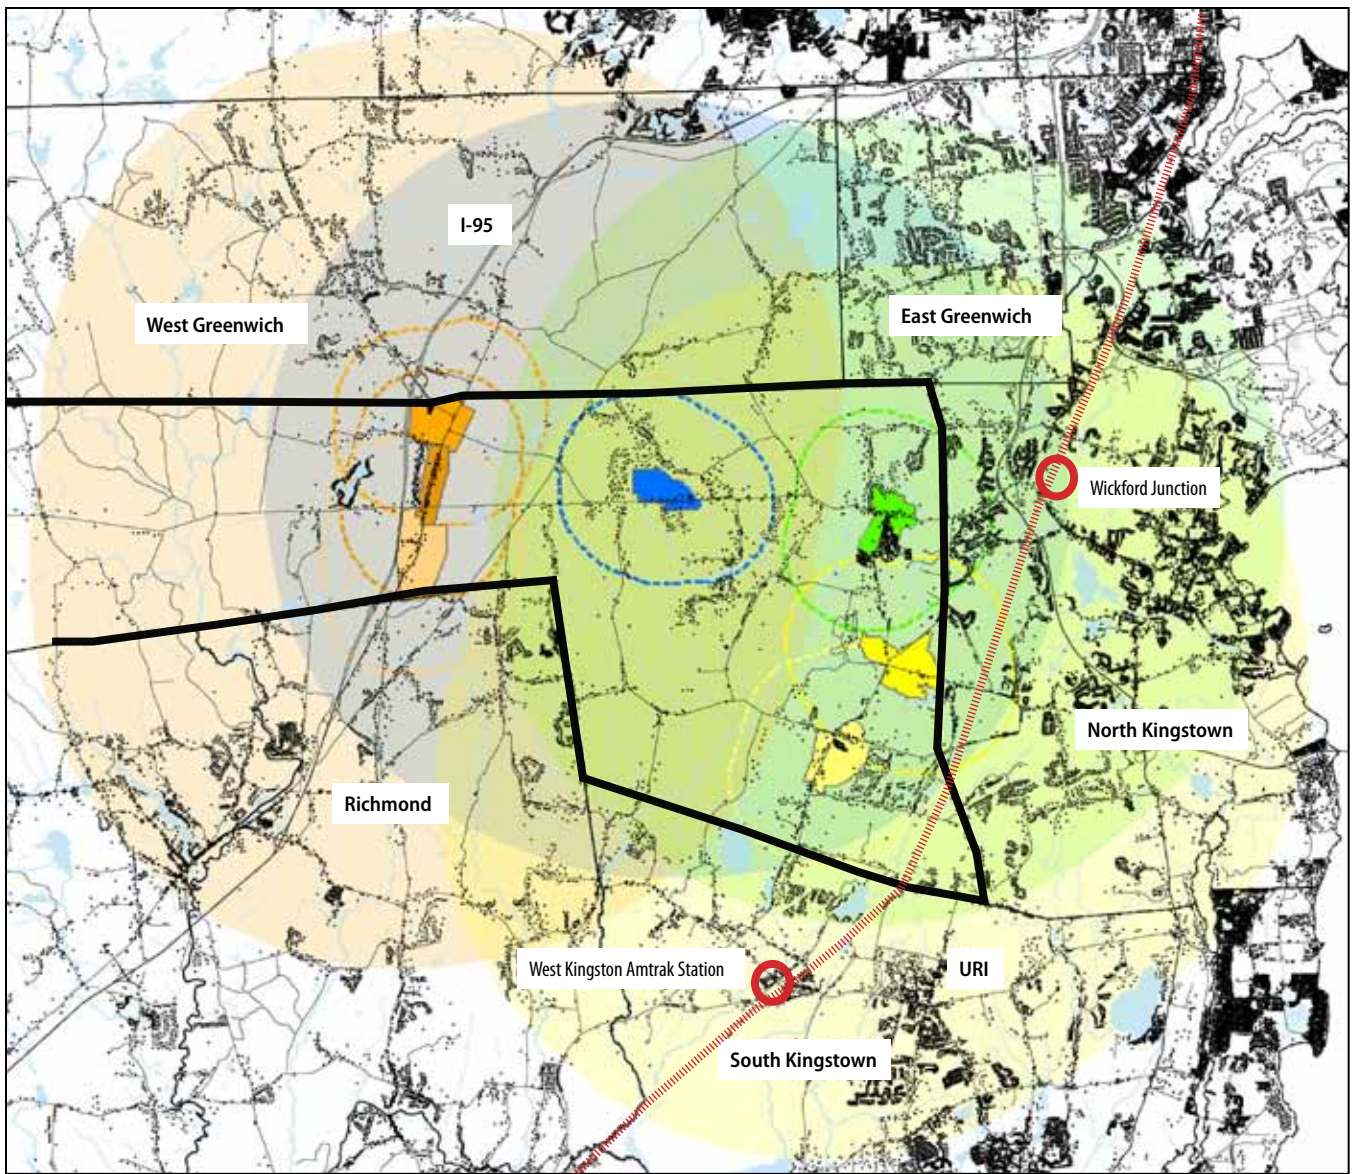 I-95
West Greenwich
East Greenwich
Wickford Junction
North Kingstown
Richmond
West Kingston Amtrak Station
URI
South Kingstown